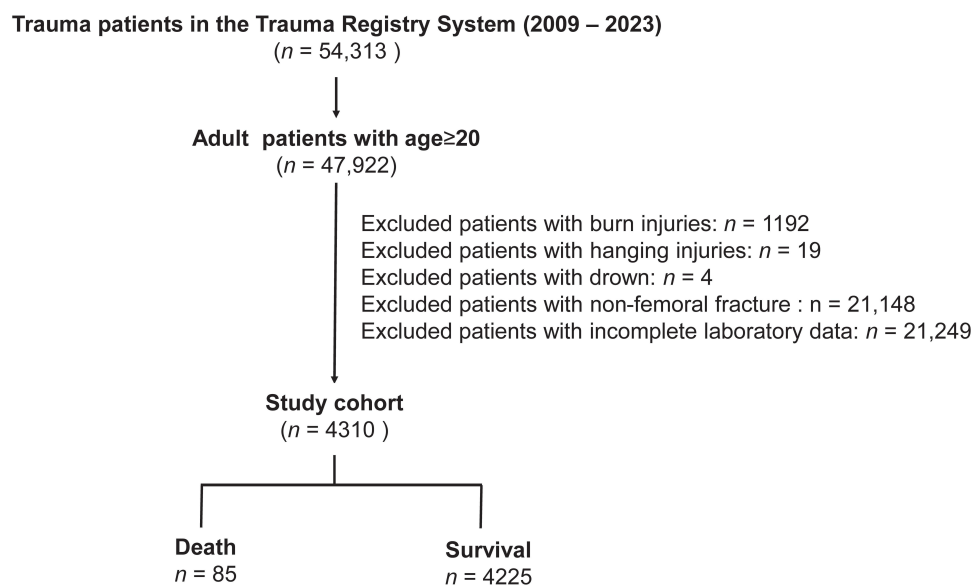 Trauma patients in the Trauma Registry System (2009 – 2023)
(n = 54,313 )
Adult patients with age≥20
(n = 47,922)
Excluded patients with burn injuries: n = 1192
Excluded patients with hanging injuries: n = 19
Excluded patients with drown: n = 4
Excluded patients with non-femoral fracture : n = 21,148
Excluded patients with incomplete laboratory data: n = 21,249
Study cohort
(n = 4310 )
Death
n = 85
Survival
n = 4225